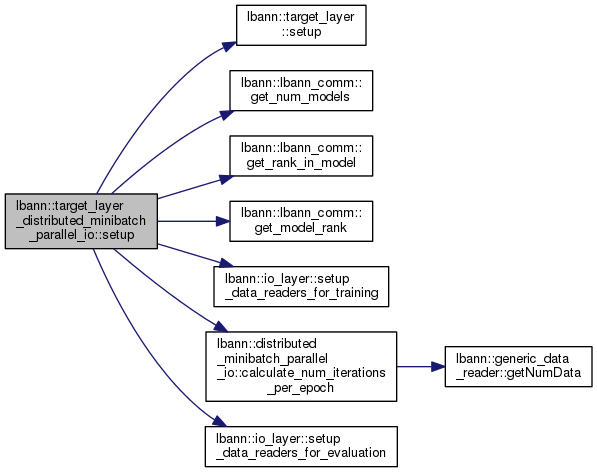 lbann::target_layer
::setup
lbann::lbann_comm::
get_num_models
lbann::lbann_comm::
get_rank_in_model
lbann::target_layer
_distributed_minibatch
_parallel_io::setup
lbann::lbann_comm::
get_model_rank
lbann::io_layer::setup
_data_readers_for_training
lbann::distributed
_minibatch_parallel
_io::calculate_num_iterations
_per_epoch
lbann::generic_data
_reader::getNumData
lbann::io_layer::setup
_data_readers_for_evaluation